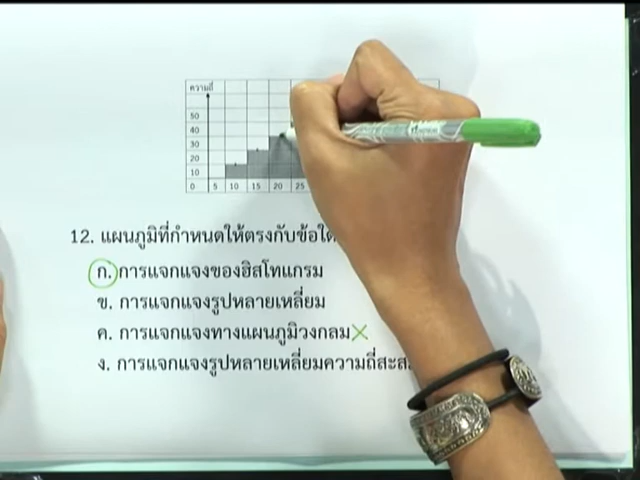 ความถี่
50
40
30
20
10
0 5 10 15 20 25
12. แผนภูมิที่กำหนดให้ตรงกับข้อใด
ก. การแจกแจงของฮิสโทแกรม
ข. การแจกแจงรูปหลายเหลี่ยม
ค. การแจกแจงทางแผนภูมิวงกลม
ง. การแจกแจงรูปหลายเหลี่ยมความถี่สะส